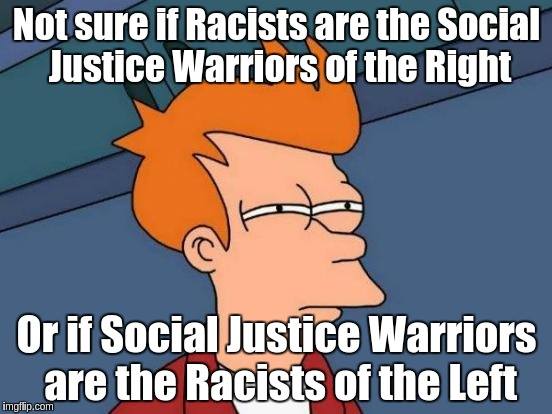 Not sure if Racists are the Social
Justice Warriors of the Right
Or if Social Justice Warriors
are the Racists of the Left
imgflip.com